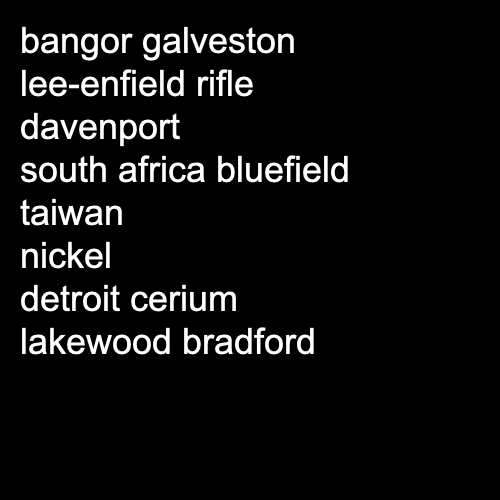 bangor galveston
lee-enfield rifle
davenport
south africa bluefield
taiwan
nickel
detroit cerium
lakewood bradford